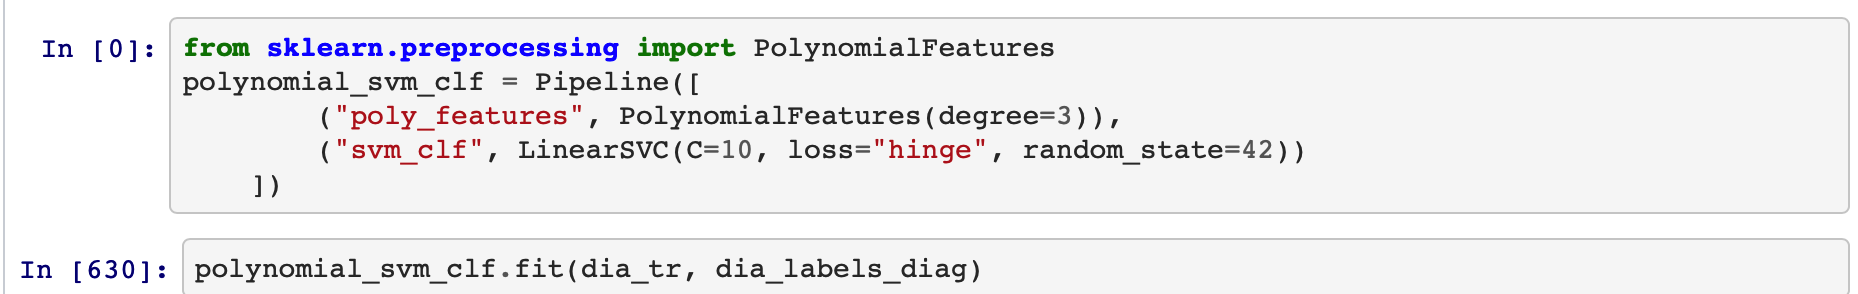 In [0]: from sklearn.preprocessing import PolynomialFeatures
polynomial_svm_clf = Pipeline([
        ("poly_features", PolynomialFeatures(degree=3)),
        ("svm_clf", LinearSVC(C=10, loss="hinge", random_state=42))
    ])
In [630]: polynomial_svm_clf.fit(dia_tr, dia_labels_diag)